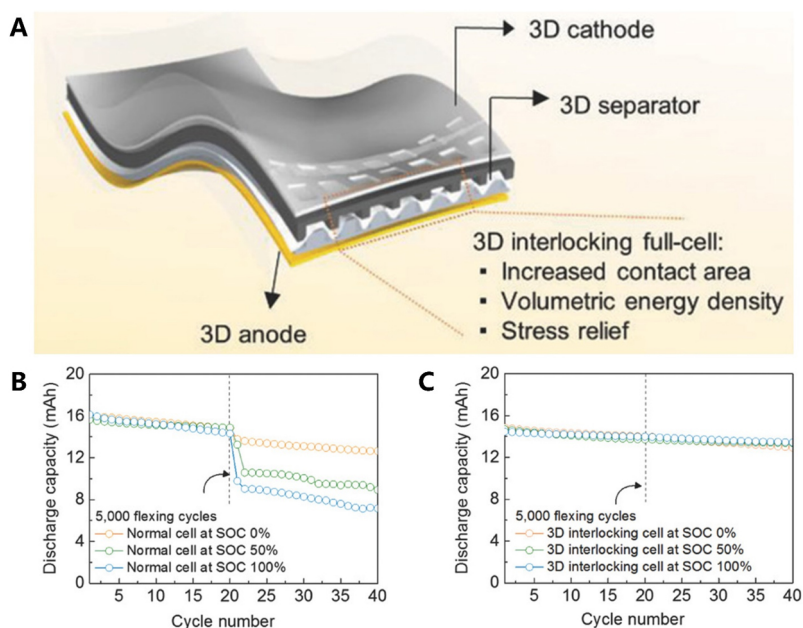 A
3D cathode
3D separator
3D interlocking full-cell:
▪ Increased contact area
▪ Volumetric energy density
▪ Stress relief
3D anode
B
Discharge capacity (mAh)
20
16
12
8
4
0
5,000 flexing cycles
Normal cell at SOC 0%
Normal cell at SOC 50%
Normal cell at SOC 100%
5 10 15 20 25 30 35 40
Cycle number
C
Discharge capacity (mAh)
20
16
12
8
4
0
5,000 flexing cycles
3D interlocking cell at SOC 0%
3D interlocking cell at SOC 50%
3D interlocking cell at SOC 100%
5 10 15 20 25 30 35 40
Cycle number